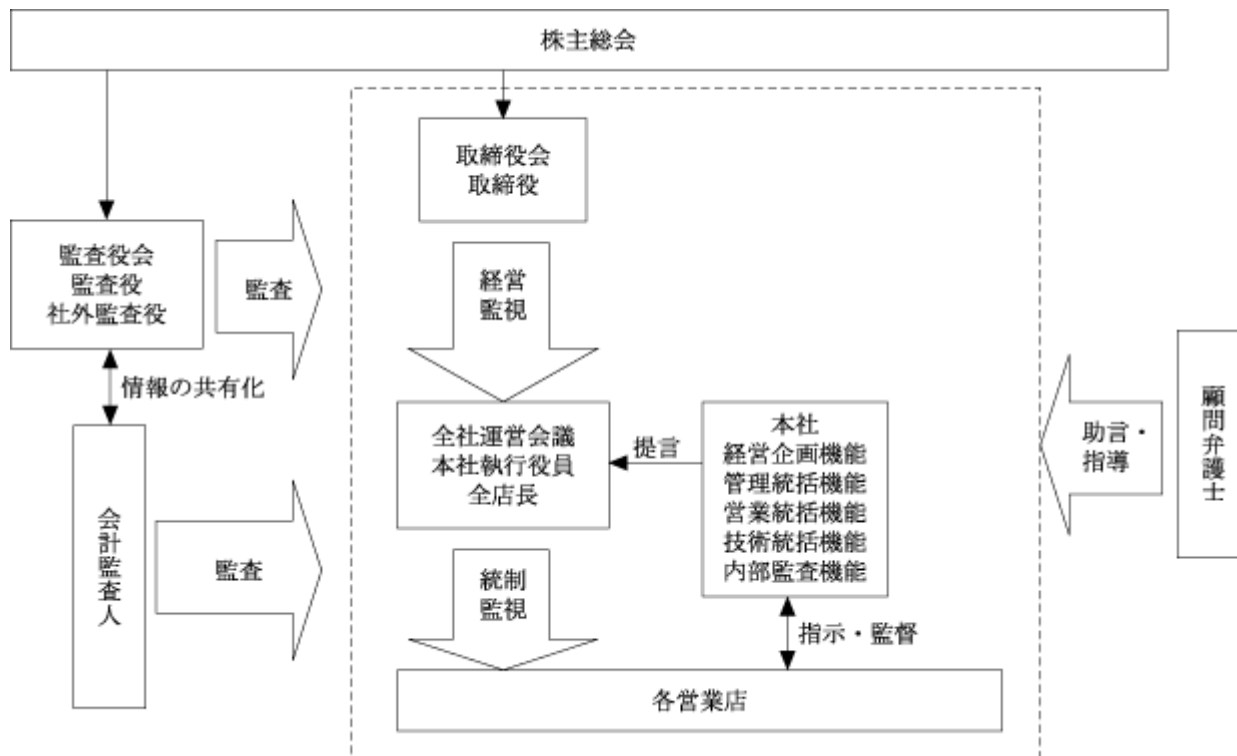 株主総会
取締役会
取締役
監査役会
監査役
社外監査役
監査
経営
監視
情報の共有化
全社運営会議
本社執行役員
全店長
提言
本社
経営企画機能
管理統括機能
営業統括機能
技術統括機能
内部監査機能
助言・
指導
顧問弁護士
会計監査人
監査
統制
監視
指示・監督
各営業店